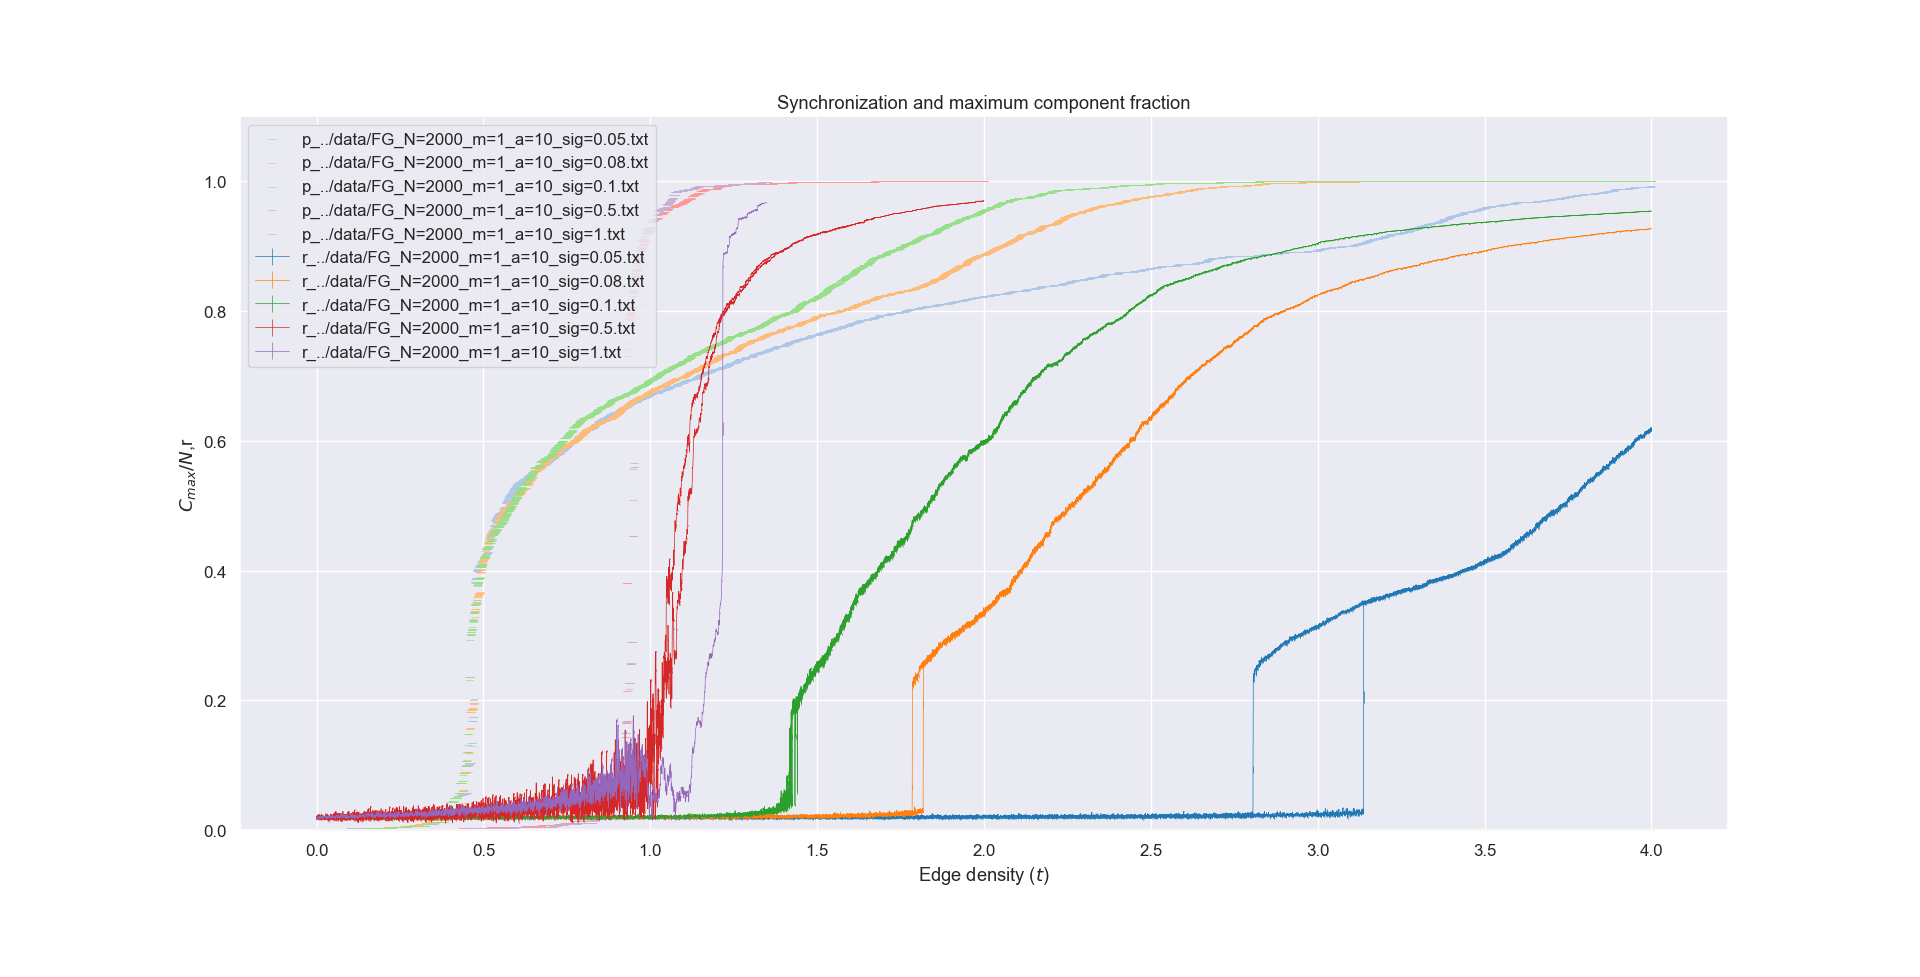 Synchronization and maximum component fraction
p_../data/FG_N=2000_m=1_a=10_sig=0.05.txt
p_../data/FG_N=2000_m=1_a=10_sig=0.08.txt
p_../data/FG_N=2000_m=1_a=10_sig=0.1.txt
p_../data/FG_N=2000_m=1_a=10_sig=0.5.txt
p_../data/FG_N=2000_m=1_a=10_sig=1.txt
r_../data/FG_N=2000_m=1_a=10_sig=0.05.txt
r_../data/FG_N=2000_m=1_a=10_sig=0.08.txt
r_../data/FG_N=2000_m=1_a=10_sig=0.1.txt
r_../data/FG_N=2000_m=1_a=10_sig=0.5.txt
r_../data/FG_N=2000_m=1_a=10_sig=1.txt
1.0
0.8
0.6
0.4
0.2
0.0
C_max/N,r
0.0 0.5 1.0 1.5 2.0 2.5 3.0 3.5 4.0
Edge density (t)